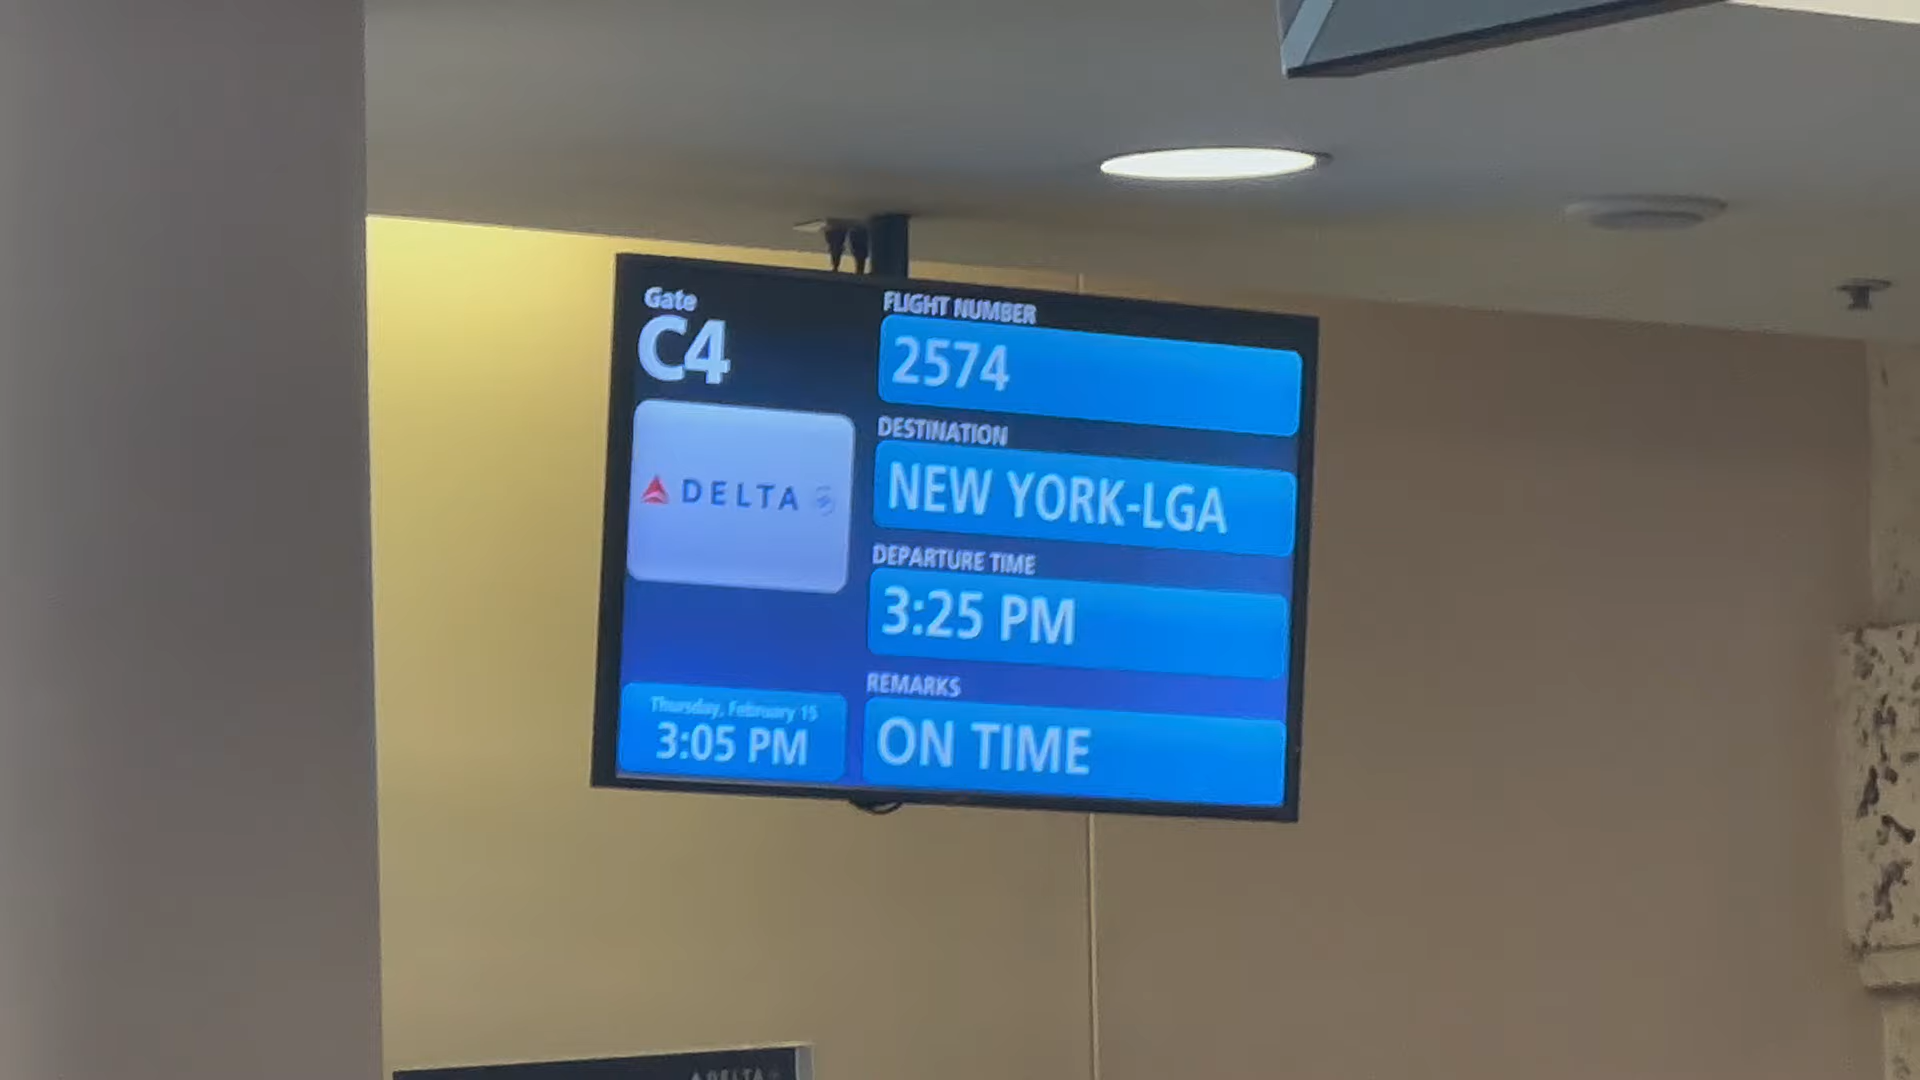 Gate
C4
DELTA
Thursday, February 15
3:05 PM
FLIGHT NUMBER
2574
DESTINATION
NEW YORK-LGA
DEPARTURE TIME
3:25 PM
REMARKS
ON TIME
DELTA